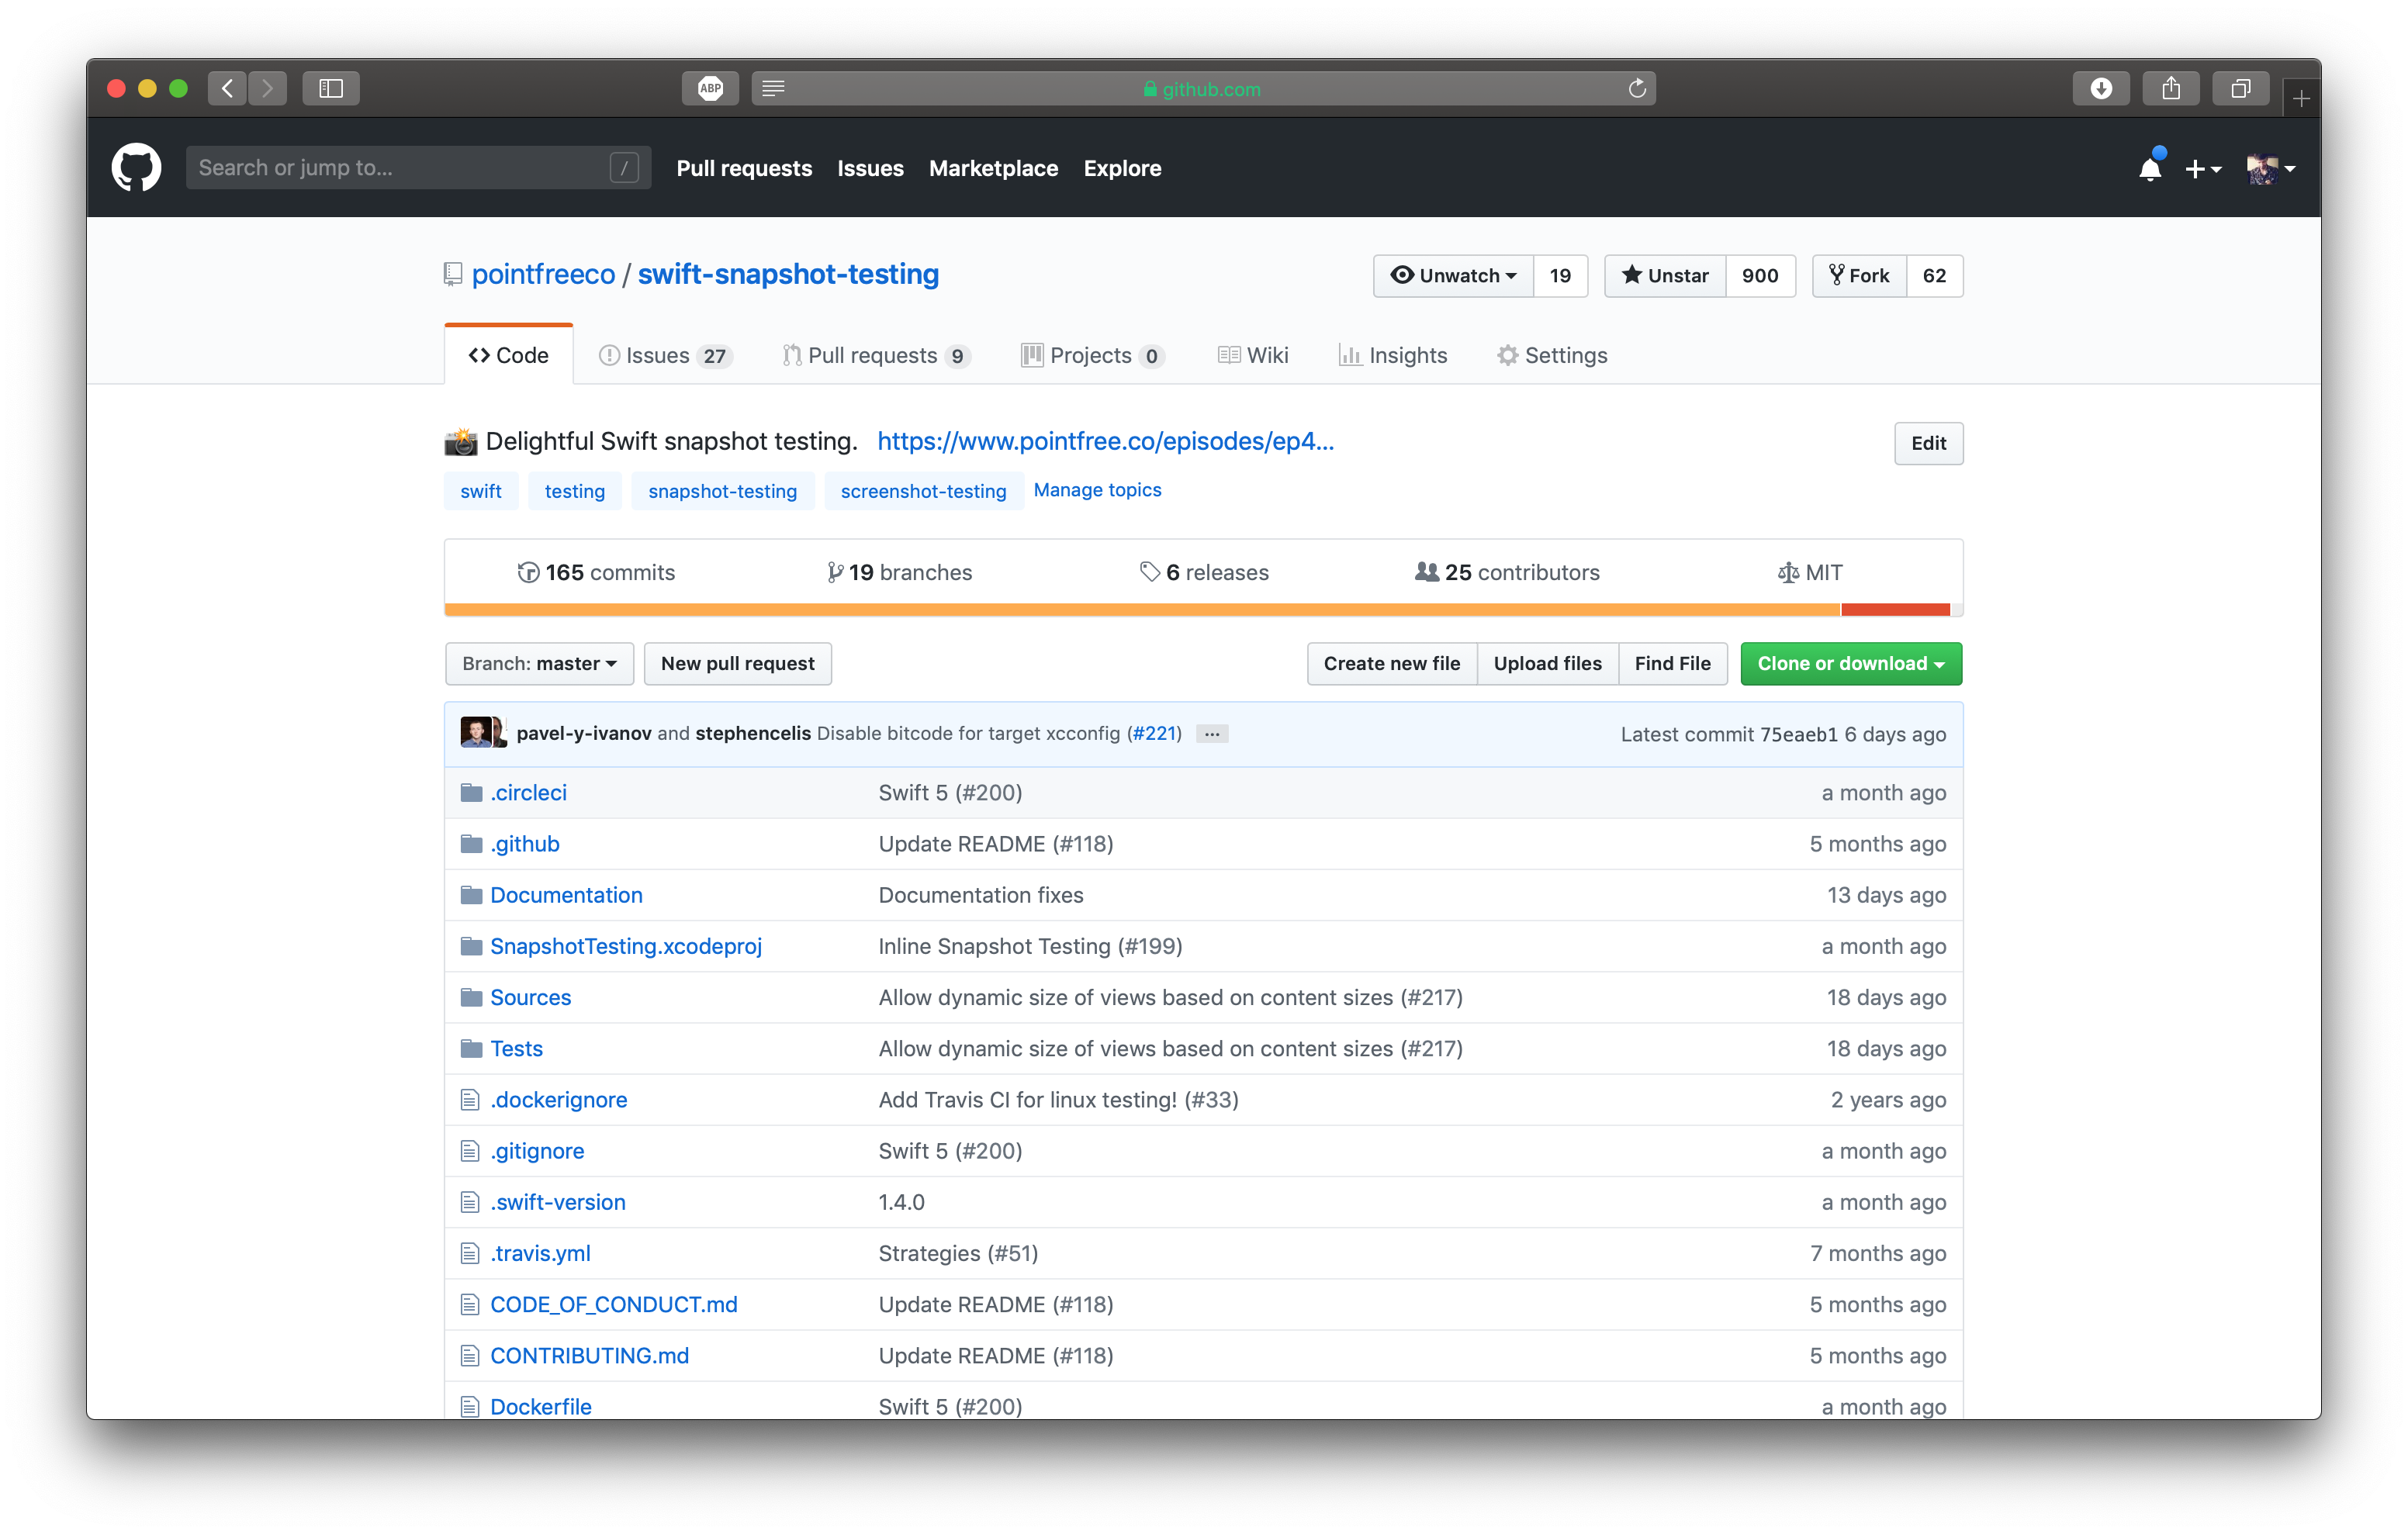 ABP
github.com
Search or jump to... /
Pull requests Issues Marketplace Explore
pointfreeco / swift-snapshot-testing
Unwatch 19 Unstar 900 Fork 62
Code Issues 27 Pull requests 9 Projects 0 Wiki Insights Settings
Delightful Swift snapshot testing. https://www.pointfree.co/episodes/ep4...
Edit
swift testing snapshot-testing screenshot-testing Manage topics
165 commits 19 branches 6 releases 25 contributors MIT
Branch: master New pull request Create new file Upload files Find File Clone or download
pavel-y-ivanov and stephencelis Disable bitcode for target xcconfig (#221) ... Latest commit 75eaeb1 6 days ago
.circleci Swift 5 (#200) a month ago
.github Update README (#118) 5 months ago
Documentation Documentation fixes 13 days ago
SnapshotTesting.xcodeproj Inline Snapshot Testing (#199) a month ago
Sources Allow dynamic size of views based on content sizes (#217) 18 days ago
Tests Allow dynamic size of views based on content sizes (#217) 18 days ago
.dockerignore Add Travis CI for linux testing! (#33) 2 years ago
.gitignore Swift 5 (#200) a month ago
.swift-version 1.4.0 a month ago
.travis.yml Strategies (#51) 7 months ago
CODE_OF_CONDUCT.md Update README (#118) 5 months ago
CONTRIBUTING.md Update README (#118) 5 months ago
Dockerfile Swift 5 (#200) a month ago